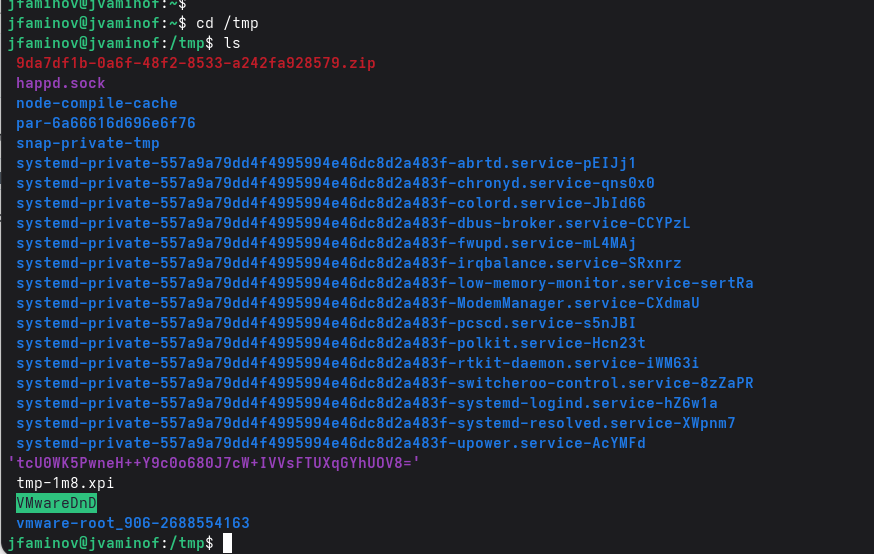 jfaminov@jvaminof:~$
jfaminov@jvaminof:~$ cd /tmp
jfaminov@jvaminof:/tmp$ ls
9da7df1b-0a6f-48f2-8533-a242fa928579.zip
happd.sock
node-compile-cache
par-6a66616d696e6f76
snap-private-tmp
systemd-private-557a9a79dd4f4995994e46dc8d2a483f-abrtd.service-pEIJj1
systemd-private-557a9a79dd4f4995994e46dc8d2a483f-chronyd.service-qns0x0
systemd-private-557a9a79dd4f4995994e46dc8d2a483f-colord.service-JbId66
systemd-private-557a9a79dd4f4995994e46dc8d2a483f-dbus-broker.service-CCYPzL
systemd-private-557a9a79dd4f4995994e46dc8d2a483f-fwupd.service-mL4MAj
systemd-private-557a9a79dd4f4995994e46dc8d2a483f-irqbalance.service-SRxnrz
systemd-private-557a9a79dd4f4995994e46dc8d2a483f-low-memory-monitor.service-sertRa
systemd-private-557a9a79dd4f4995994e46dc8d2a483f-ModemManager.service-CXdmaU
systemd-private-557a9a79dd4f4995994e46dc8d2a483f-pcscd.service-s5nJBI
systemd-private-557a9a79dd4f4995994e46dc8d2a483f-polkit.service-Hcn23t
systemd-private-557a9a79dd4f4995994e46dc8d2a483f-rtkit-daemon.service-iWM63i
systemd-private-557a9a79dd4f4995994e46dc8d2a483f-switcheroo-control.service-8zZaPR
systemd-private-557a9a79dd4f4995994e46dc8d2a483f-systemd-logind.service-hZ6w1a
systemd-private-557a9a79dd4f4995994e46dc8d2a483f-systemd-resolved.service-XWpnm7
systemd-private-557a9a79dd4f4995994e46dc8d2a483f-upower.service-AcYMFd
'tcU0WK5PwneH++Y9c0o680J7cW+IVVsFTUXqGYhUOV8='
tmp-1m8.xpi
VMwareDnD
vmware-root_906-2688554163
jfaminov@jvaminof:/tmp$